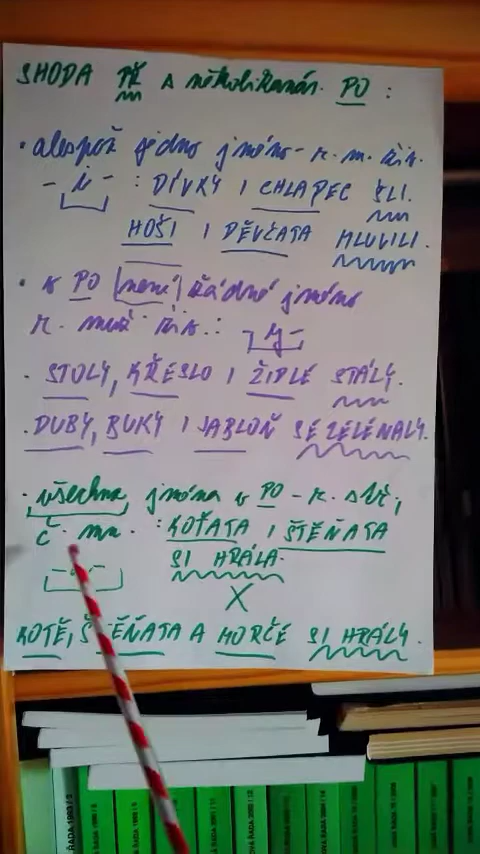 SHODA PŘ s několikanás. PO :
• alespoň jedno jméno - r. m. živ.
- i - : DÍVKY I CHLAPEC ŠLI.
HOŠI I DĚVČATA MLUVILI.
• v PO není žádné jméno
r. muž. živ. : - y -
• STOLY, KŘESLO I ŽIDLE STÁLY.
• DUBY, BUKY I JABLOŇ SE ZELENALY.
• všechna jména v PO - r. stř.,
č. mn. : KOŤATA I ŠTĚŇATA
SI HRÁLA.
X
KOTĚ, ŠTĚŇATA A MORČE SI HRÁLY.